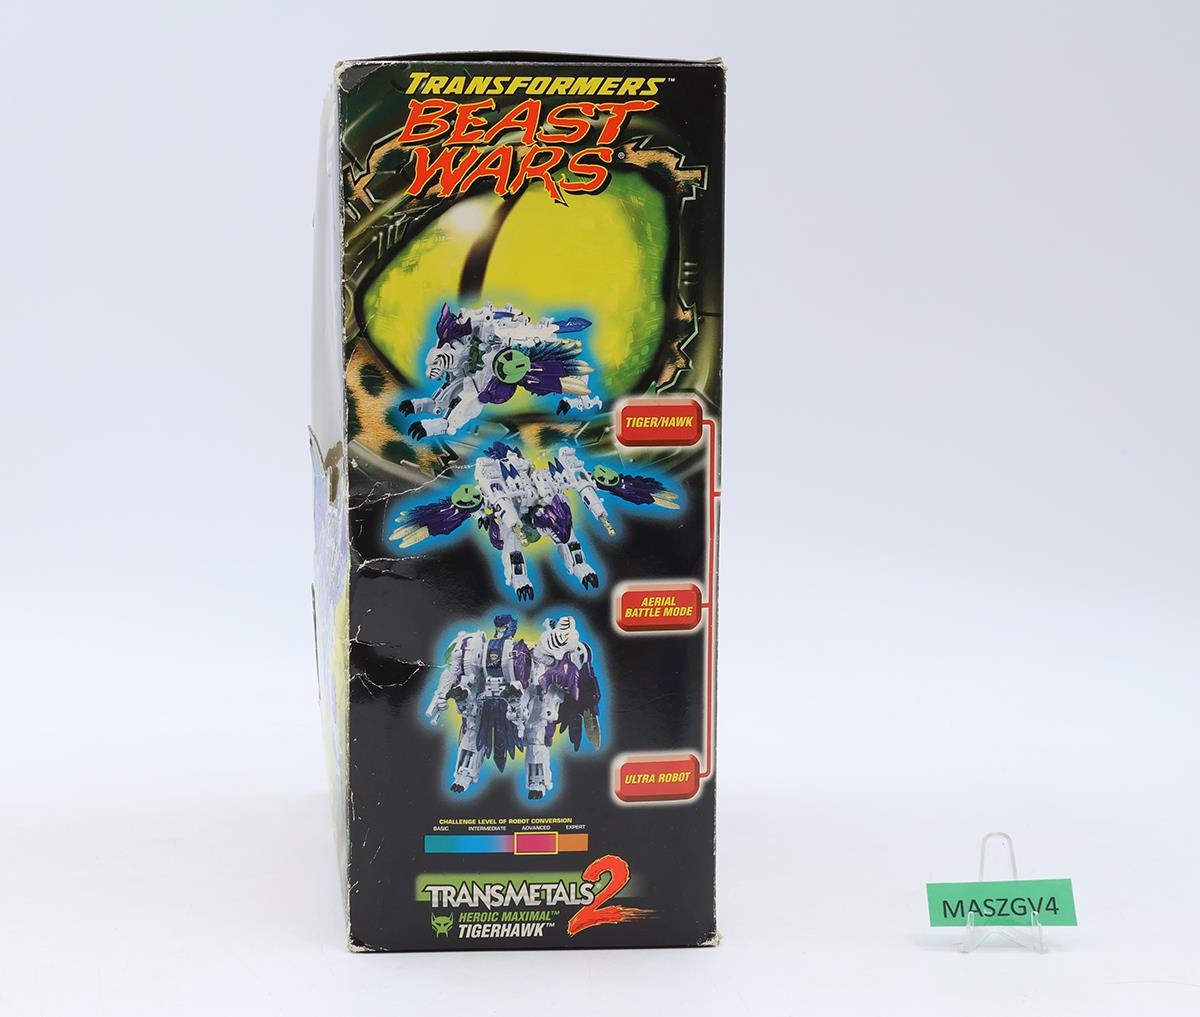 TRANSFORMERS™
BEAST
WARS®
TIGER/HAWK
AERIAL
BATTLE MODE
ULTRA ROBOT
CHALLENGE LEVEL OF ROBOT CONVERSION
BASIC INTERMEDIATE ADVANCED EXPERT
TRANSMETALS 2
HEROIC MAXIMAL™
TIGERHAWK™
MASZGV4